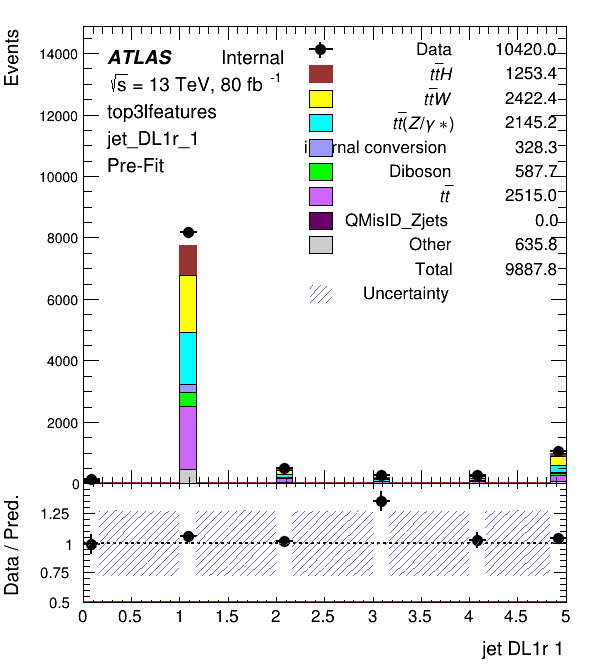 Events
14000
12000
10000
8000
6000
4000
2000
0
ATLAS Internal
√s = 13 TeV, 80 fb -1
top3lfeatures
jet_DL1r_1
Pre-Fit
Data 10420.0
tt̅H 1253.4
tt̅W 2422.4
tt̅(Z/γ *) 2145.2
internal conversion 328.3
Diboson 587.7
tt̅ 2515.0
QMisID_Zjets 0.0
Other 635.8
Total 9887.8
Uncertainty
Data / Pred.
1.25
1
0.75
0.5
0 0.5 1 1.5 2 2.5 3 3.5 4 4.5 5
jet DL1r 1